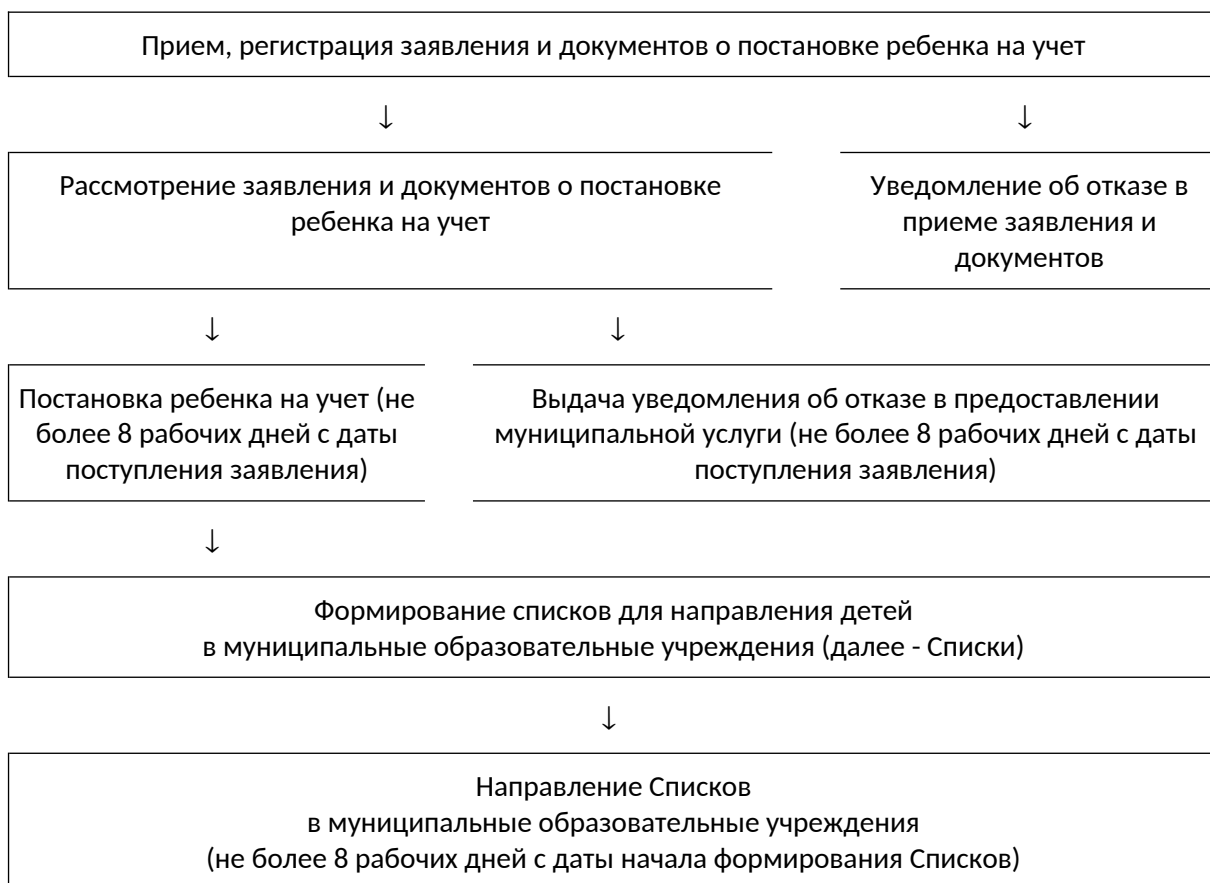 Прием, регистрация заявления и документов о постановке ребенка на учет
↓ ↓
Рассмотрение заявления и документов о постановке
ребенка на учет
Уведомление об отказе в
приеме заявления и
документов
↓ ↓
Постановка ребенка на учет (не
более 8 рабочих дней с даты
поступления заявления)
Выдача уведомления об отказе в предоставлении
муниципальной услуги (не более 8 рабочих дней с даты
поступления заявления)
↓
Формирование списков для направления детей
в муниципальные образовательные учреждения (далее - Списки)
↓
Направление Списков
в муниципальные образовательные учреждения
(не более 8 рабочих дней с даты начала формирования Списков)